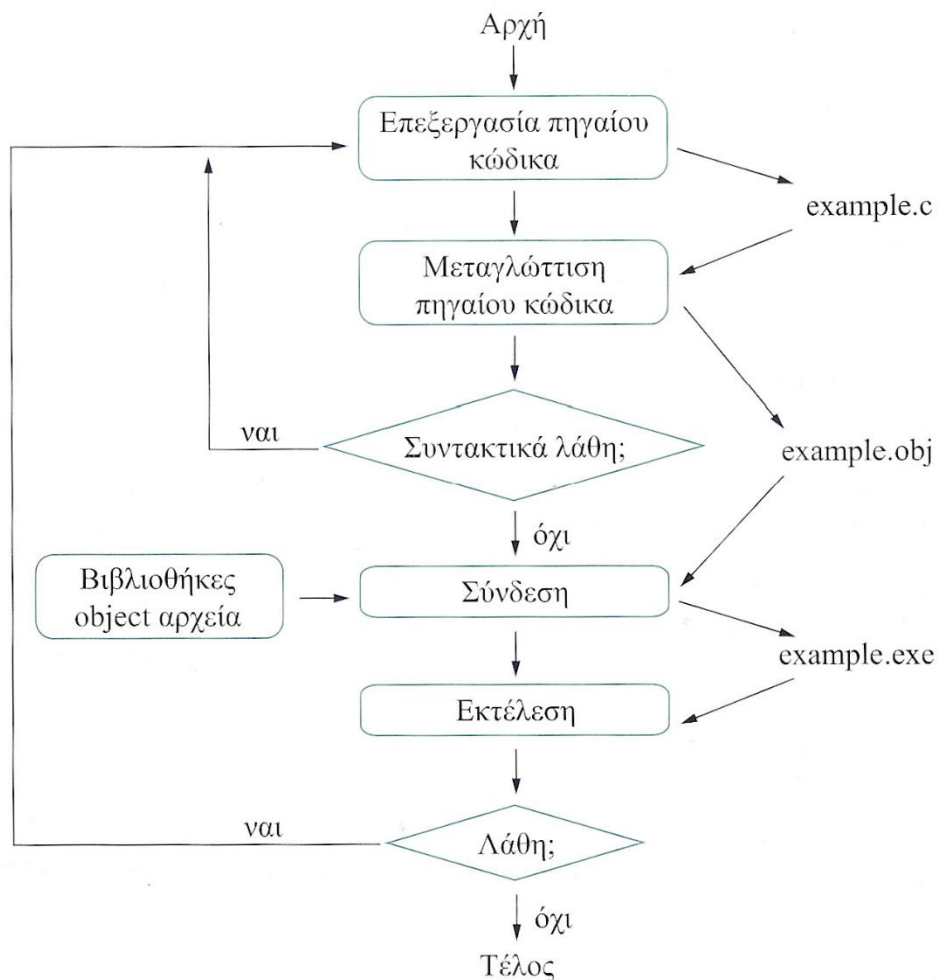 Αρχή
Επεξεργασία πηγαίου
κώδικα
example.c
Μεταγλώττιση
πηγαίου κώδικα
ναι
Συντακτικά λάθη;
example.obj
όχι
Βιβλιοθήκες
object αρχεία
Σύνδεση
example.exe
Εκτέλεση
ναι
Λάθη;
όχι
Τέλος